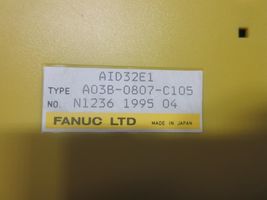 AID32E1
TYPE A03B-0807-C105
NO. N1236 1995 04
FANUC LTD MADE IN JAPAN